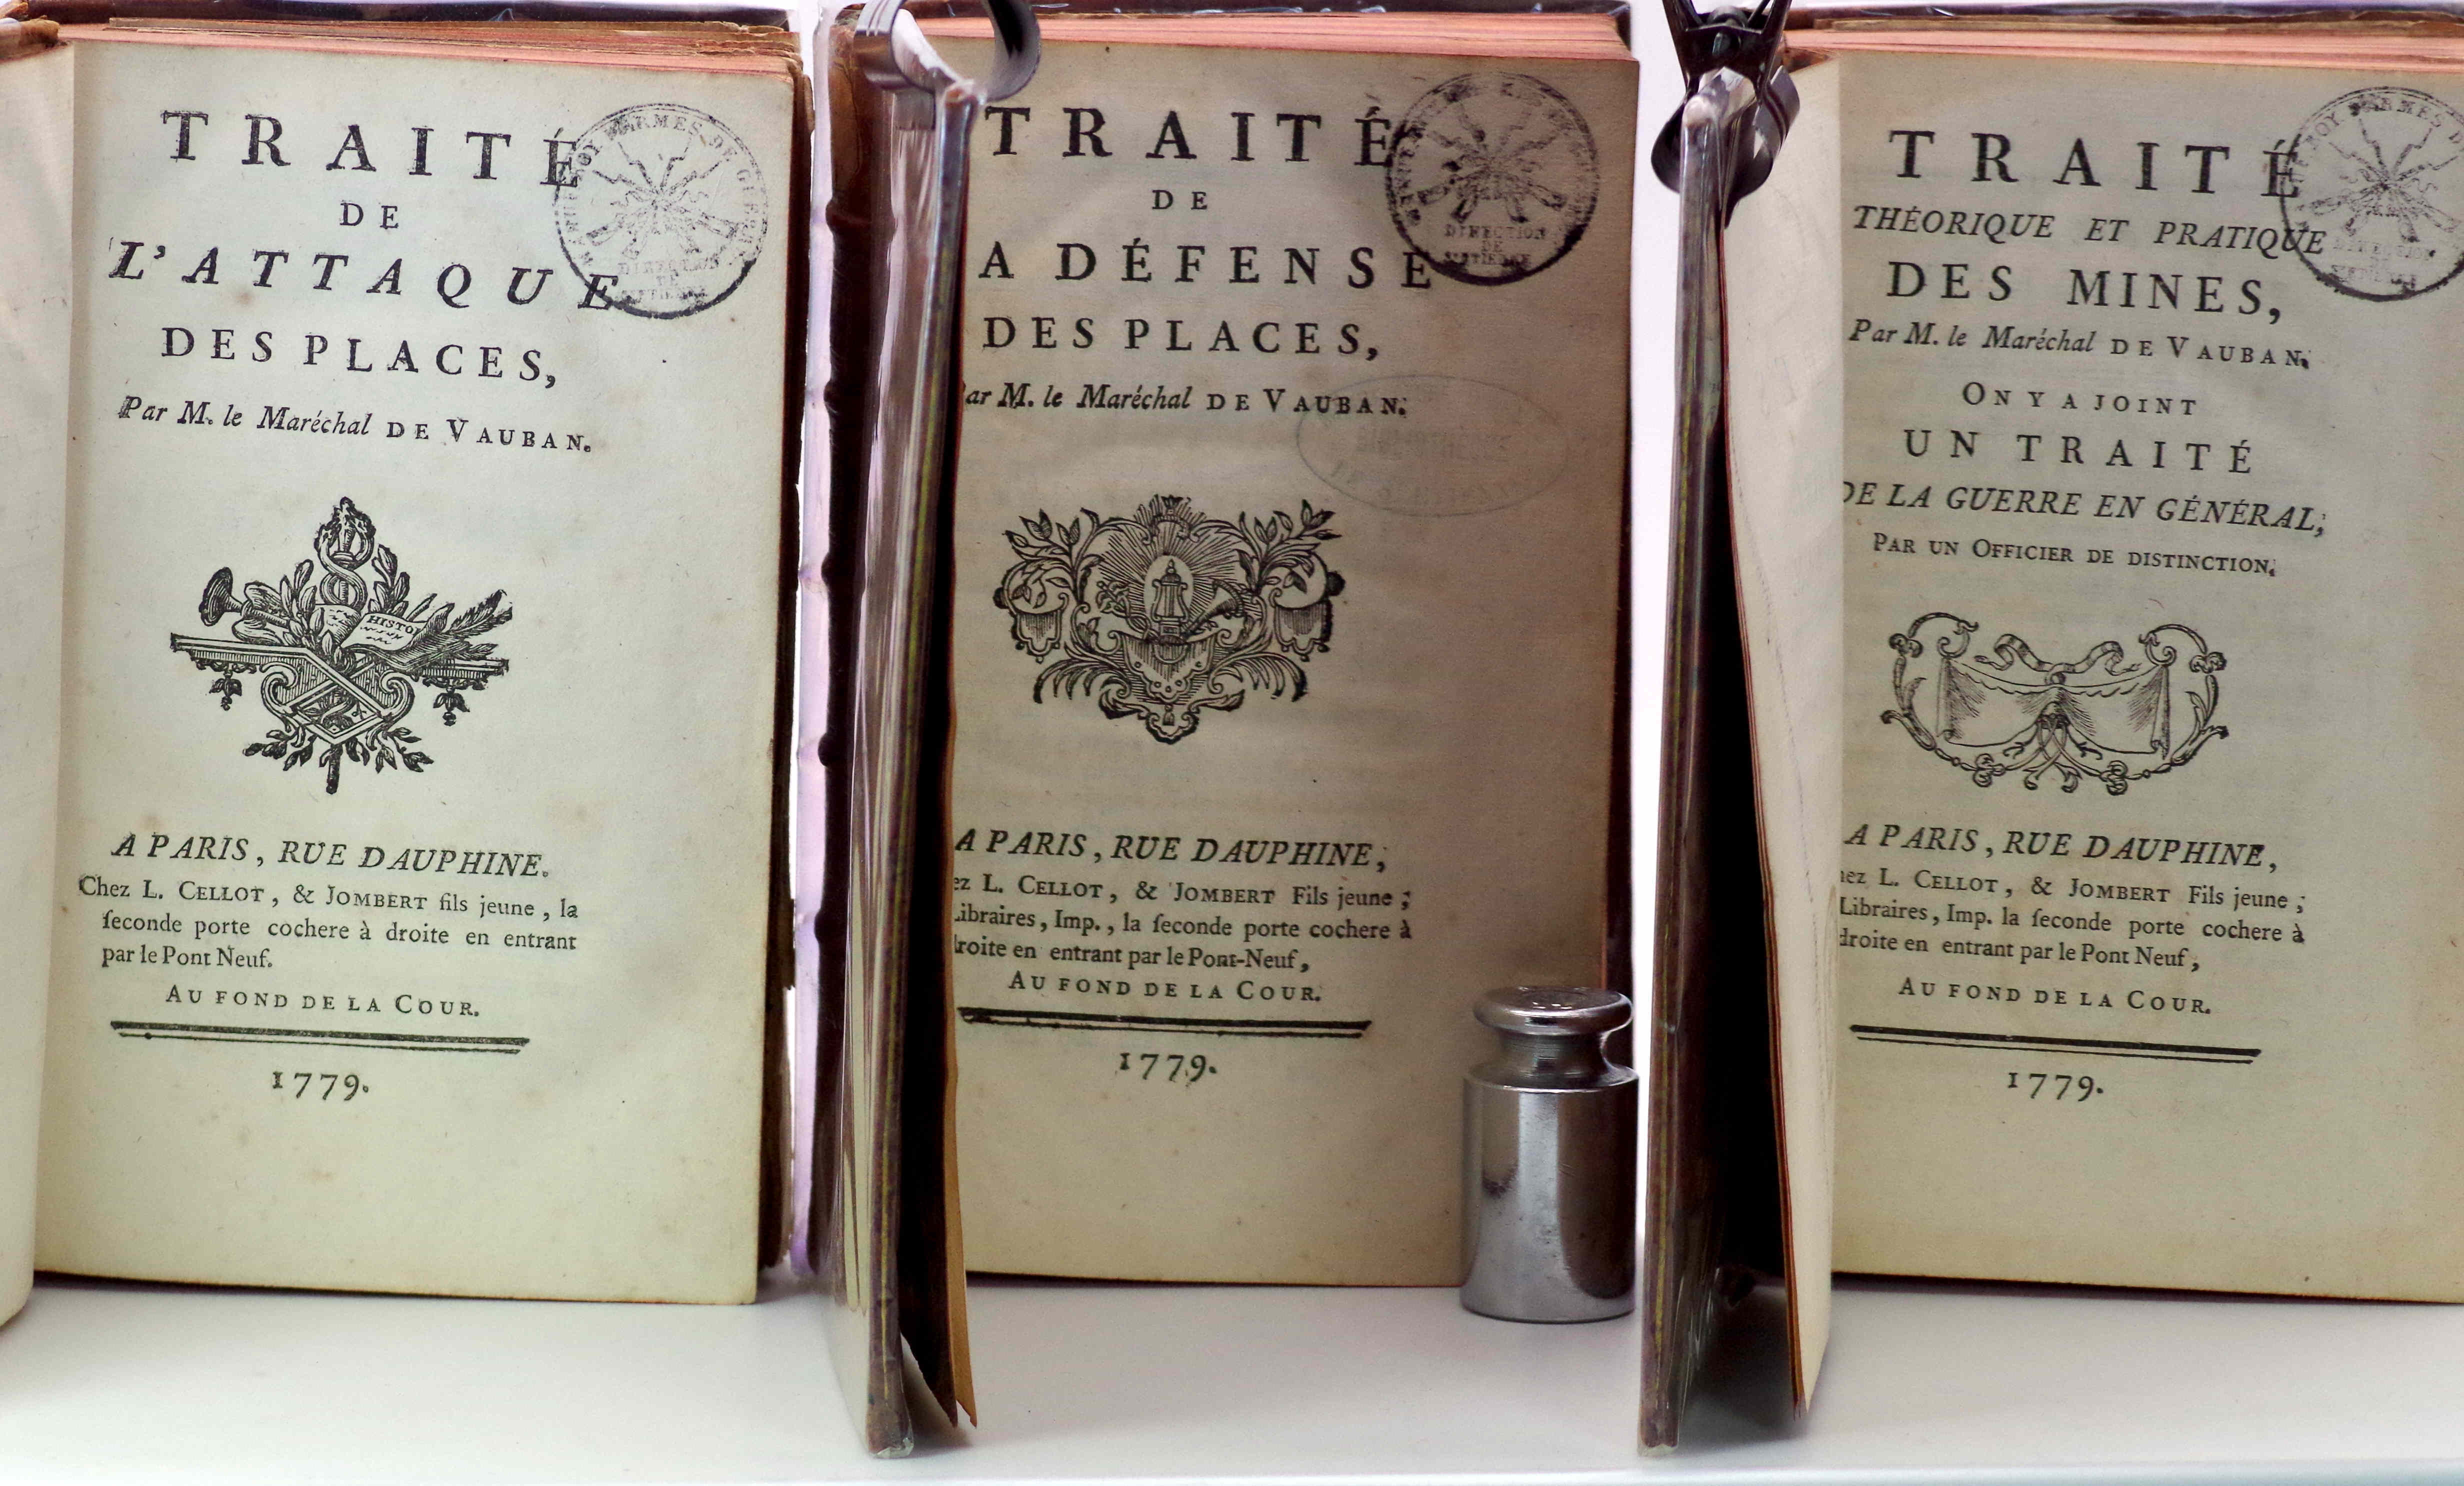 TRAITÉ
DE
L'ATTAQUE
DES PLACES,
Par M. le Maréchal DE VAUBAN.
HISTOI
A PARIS, RUE DAUPHINE.
Chez L. CELLOT, & JOMBERT fils jeune, la
ſeconde porte cochere à droite en entrant
par le Pont Neuf.
AU FOND DE LA COUR.
1779.
TRAITÉ
DE
A DÉFENSE
DES PLACES,
ar M. le Maréchal DE VAUBAN.
DIRECTION
DE
A PARIS, RUE DAUPHINE,
ez L. CELLOT, & JOMBERT Fils jeune;
Libraires, Imp., la ſeconde porte cochere à
droite en entrant par le Pont-Neuf,
AU FOND DE LA COUR.
1779.
TRAITÉ
THÉORIQUE ET PRATIQUE
DES MINES,
Par M. le Maréchal DE VAUBAN.
ON Y A JOINT
UN TRAITÉ
DE LA GUERRE EN GÉNÉRAL,
PAR UN OFFICIER DE DISTINCTION.
A PARIS, RUE DAUPHINE,
hez L. CELLOT, & JOMBERT Fils jeune;
Libraires, Imp. la ſeconde porte cochere à
droite en entrant par le Pont Neuf,
AU FOND DE LA COUR.
1779.